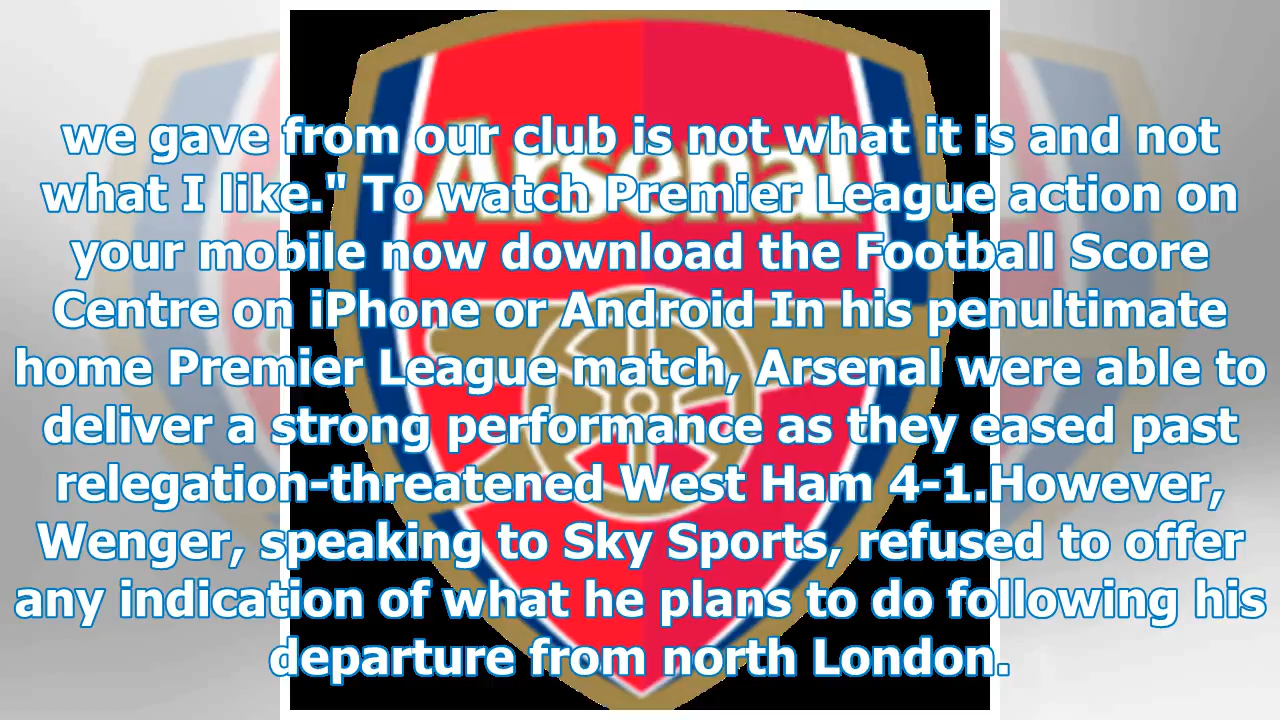 Arsenal
we gave from our club is not what it is and not
what I like." To watch Premier League action on
your mobile now download the Football Score
Centre on iPhone or Android In his penultimate
home Premier League match, Arsenal were able to
deliver a strong performance as they eased past
relegation-threatened West Ham 4-1.However,
Wenger, speaking to Sky Sports, refused to offer
any indication of what he plans to do following his
departure from north London.